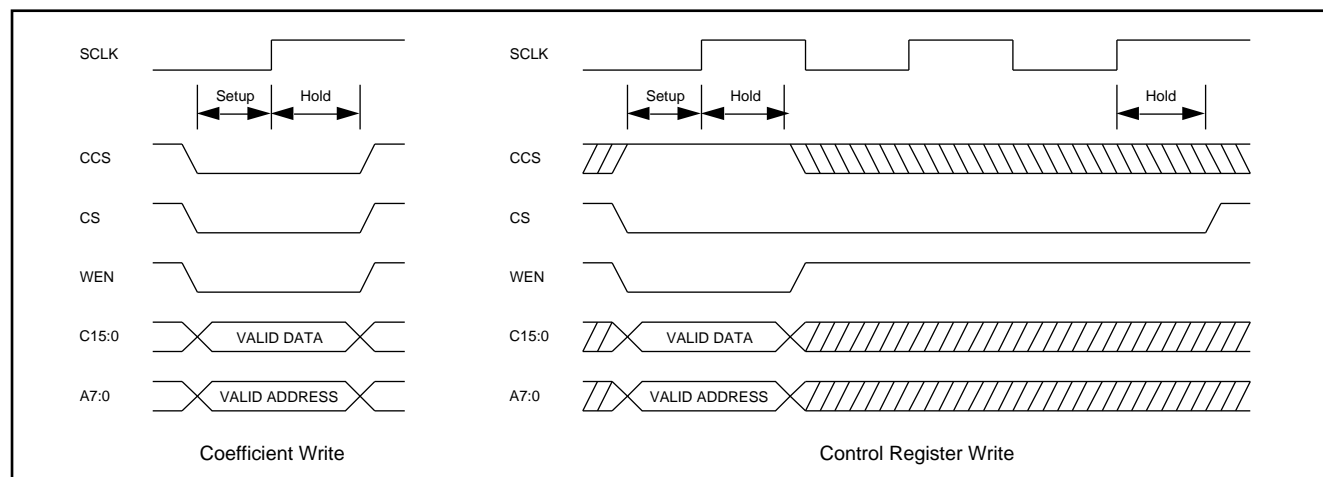 SCLK
Setup Hold
CCS
CS
WEN
C15:0 VALID DATA
A7:0 VALID ADDRESS
Coefficient Write
SCLK
Setup Hold Hold
CCS
CS
WEN
C15:0 VALID DATA
A7:0 VALID ADDRESS
Control Register Write